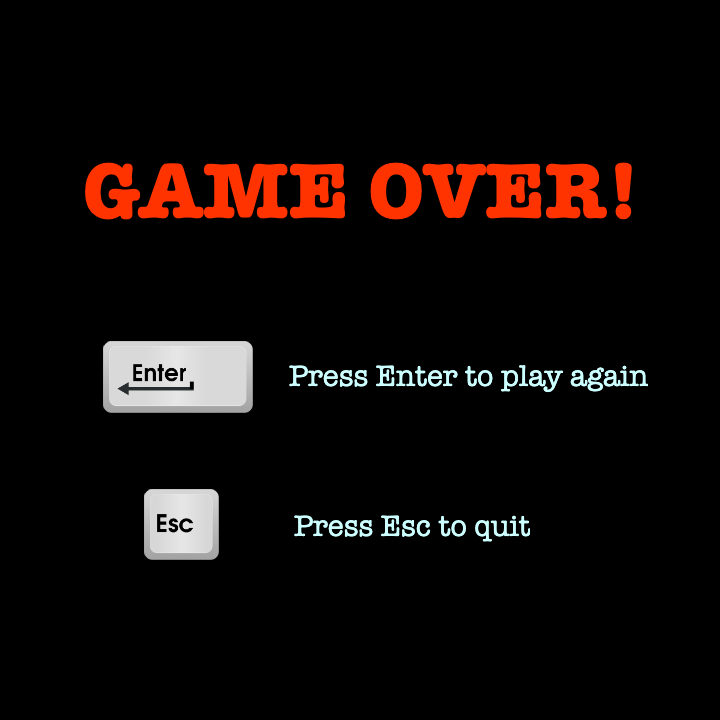 GAME OVER!
Enter
Press Enter to play again
Esc
Press Esc to quit